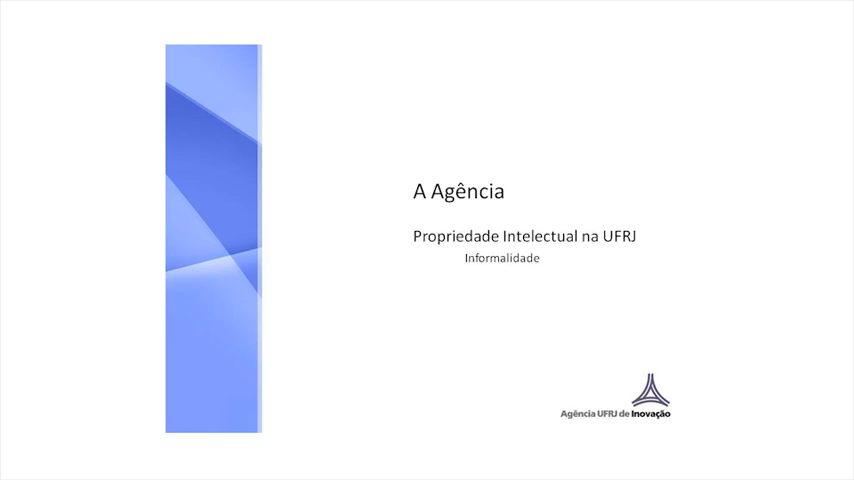 A Agência
Propriedade Intelectual na UFRJ
Informalidade
Agência UFRJ de Inovação